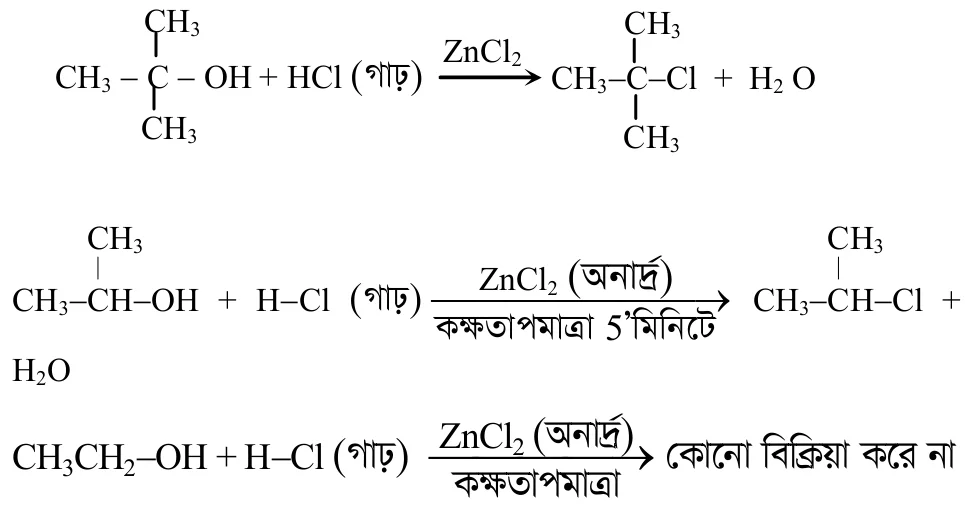 CH₃ CH₃
CH₃ – C – OH + HCl (গাঢ়) ZnCl₂ ⟶ CH₃–C–Cl + H₂ O
CH₃ CH₃
CH₃ CH₃
CH₃–CH–OH + H–Cl (গাঢ়) ZnCl₂ (অনার্দ্র) ⟶ কক্ষতাপমাত্রা 5’মিনিটে CH₃–CH–Cl +
H₂O
CH₃CH₂–OH + H–Cl (গাঢ়) ZnCl₂ (অনার্দ্র) ⟶ কক্ষতাপমাত্রা কোনো বিক্রিয়া করে না